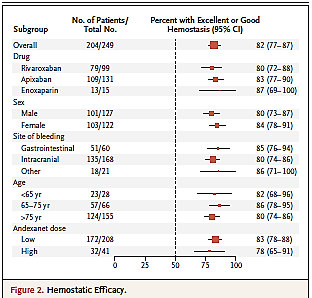 Subgroup No. of Patients/ Total No. Percent with Excellent or Good Hemostasis (95% CI)
Overall 204/249 82 (77–87)
Drug
Rivaroxaban 79/99 80 (72–88)
Apixaban 109/131 83 (77–90)
Enoxaparin 13/15 87 (69–100)
Sex
Male 101/127 80 (73–87)
Female 103/122 84 (78–91)
Site of bleeding
Gastrointestinal 51/60 85 (76–94)
Intracranial 135/168 80 (74–86)
Other 18/21 86 (71–100)
Age
<65 yr 23/28 82 (68–96)
65–75 yr 57/66 86 (78–95)
>75 yr 124/155 80 (74–86)
Andexanet dose
Low 172/208 83 (78–88)
High 32/41 78 (65–91)
0 25 50 75 100
Figure 2. Hemostatic Efficacy.